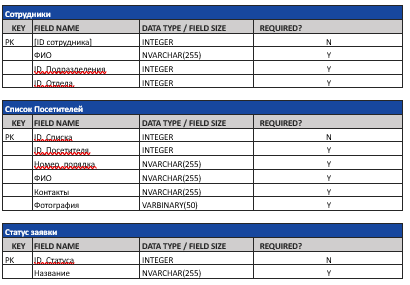 Сотрудники
KEY FIELD NAME DATA TYPE / FIELD SIZE REQUIRED?
PK [ID сотрудника] INTEGER N
ФИО NVARCHAR(255) Y
ID_Подразделения INTEGER Y
ID_Отдела INTEGER Y
Список Посетителей
KEY FIELD NAME DATA TYPE / FIELD SIZE REQUIRED?
PK ID_Списка INTEGER N
ID_Посетителя INTEGER Y
Номер_порядка NVARCHAR(255) Y
ФИО NVARCHAR(255) Y
Контакты NVARCHAR(255) Y
Фотография VARBINARY(50) Y
Статус заявки
KEY FIELD NAME DATA TYPE / FIELD SIZE REQUIRED?
PK ID_Статуса INTEGER N
Название NVARCHAR(255) Y